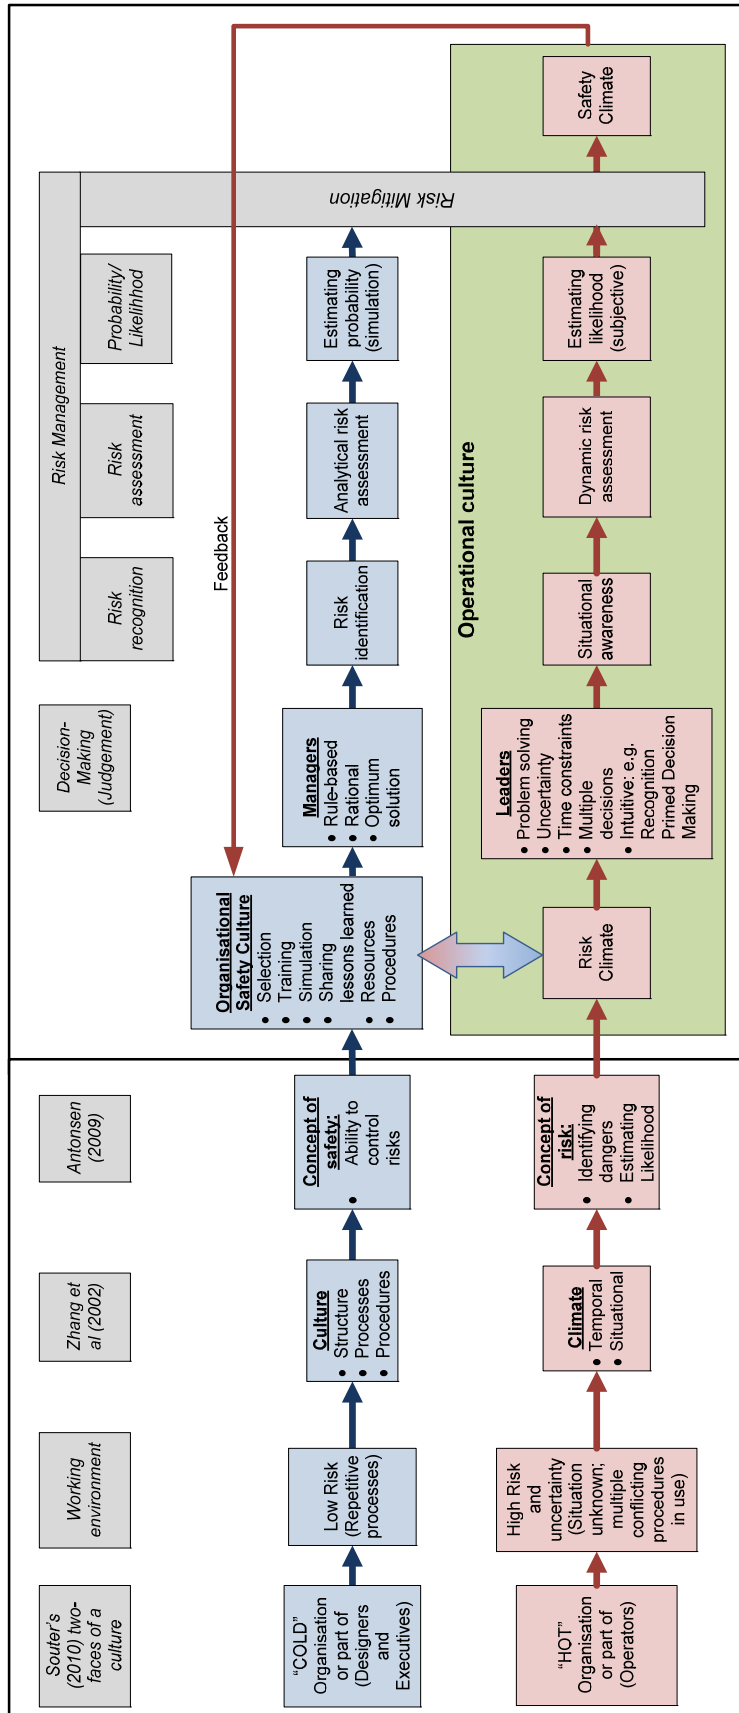 Souter's
(2010) two-
faces of a
culture
Working
environment
Zhang et
al (2002)
Antonsen
(2009)
Decision-
Making
(Judgement)
Risk Management
Risk
recognition
Risk
assessment
Probability/
Likelihhod
Risk Mitigation
Feedback
"COLD"
Organisation
or part of
(Designers
and
Executives)
Low Risk
(Repetitive
processes)
Culture
• Structure
• Processes
• Procedures
Concept of
safety:
• Ability to
control
risks
Organisational
Safety Culture
• Selection
• Training
• Simulation
• Sharing
lessons learned
• Resources
• Procedures
Managers
• Rule-based
• Rational
• Optimum
solution
Risk
identification
Analytical risk
assessment
Estimating
probability
(simulation)
Operational culture
"HOT"
Organisation
or part of
(Operators)
High Risk
and
uncertainty
(Situation
unknown;
multiple
conflicting
procedures
in use)
Climate
• Temporal
• Situational
Concept of
risk:
• Identifying
dangers
• Estimating
Likelihood
Risk
Climate
Leaders
• Problem solving
• Uncertainty
• Time constraints
• Multiple
decisions
• Intuitive: e.g.
Recognition
Primed Decision
Making
Situational
awareness
Dynamic risk
assessment
Estimating
likelihood
(subjective)
Safety
Climate